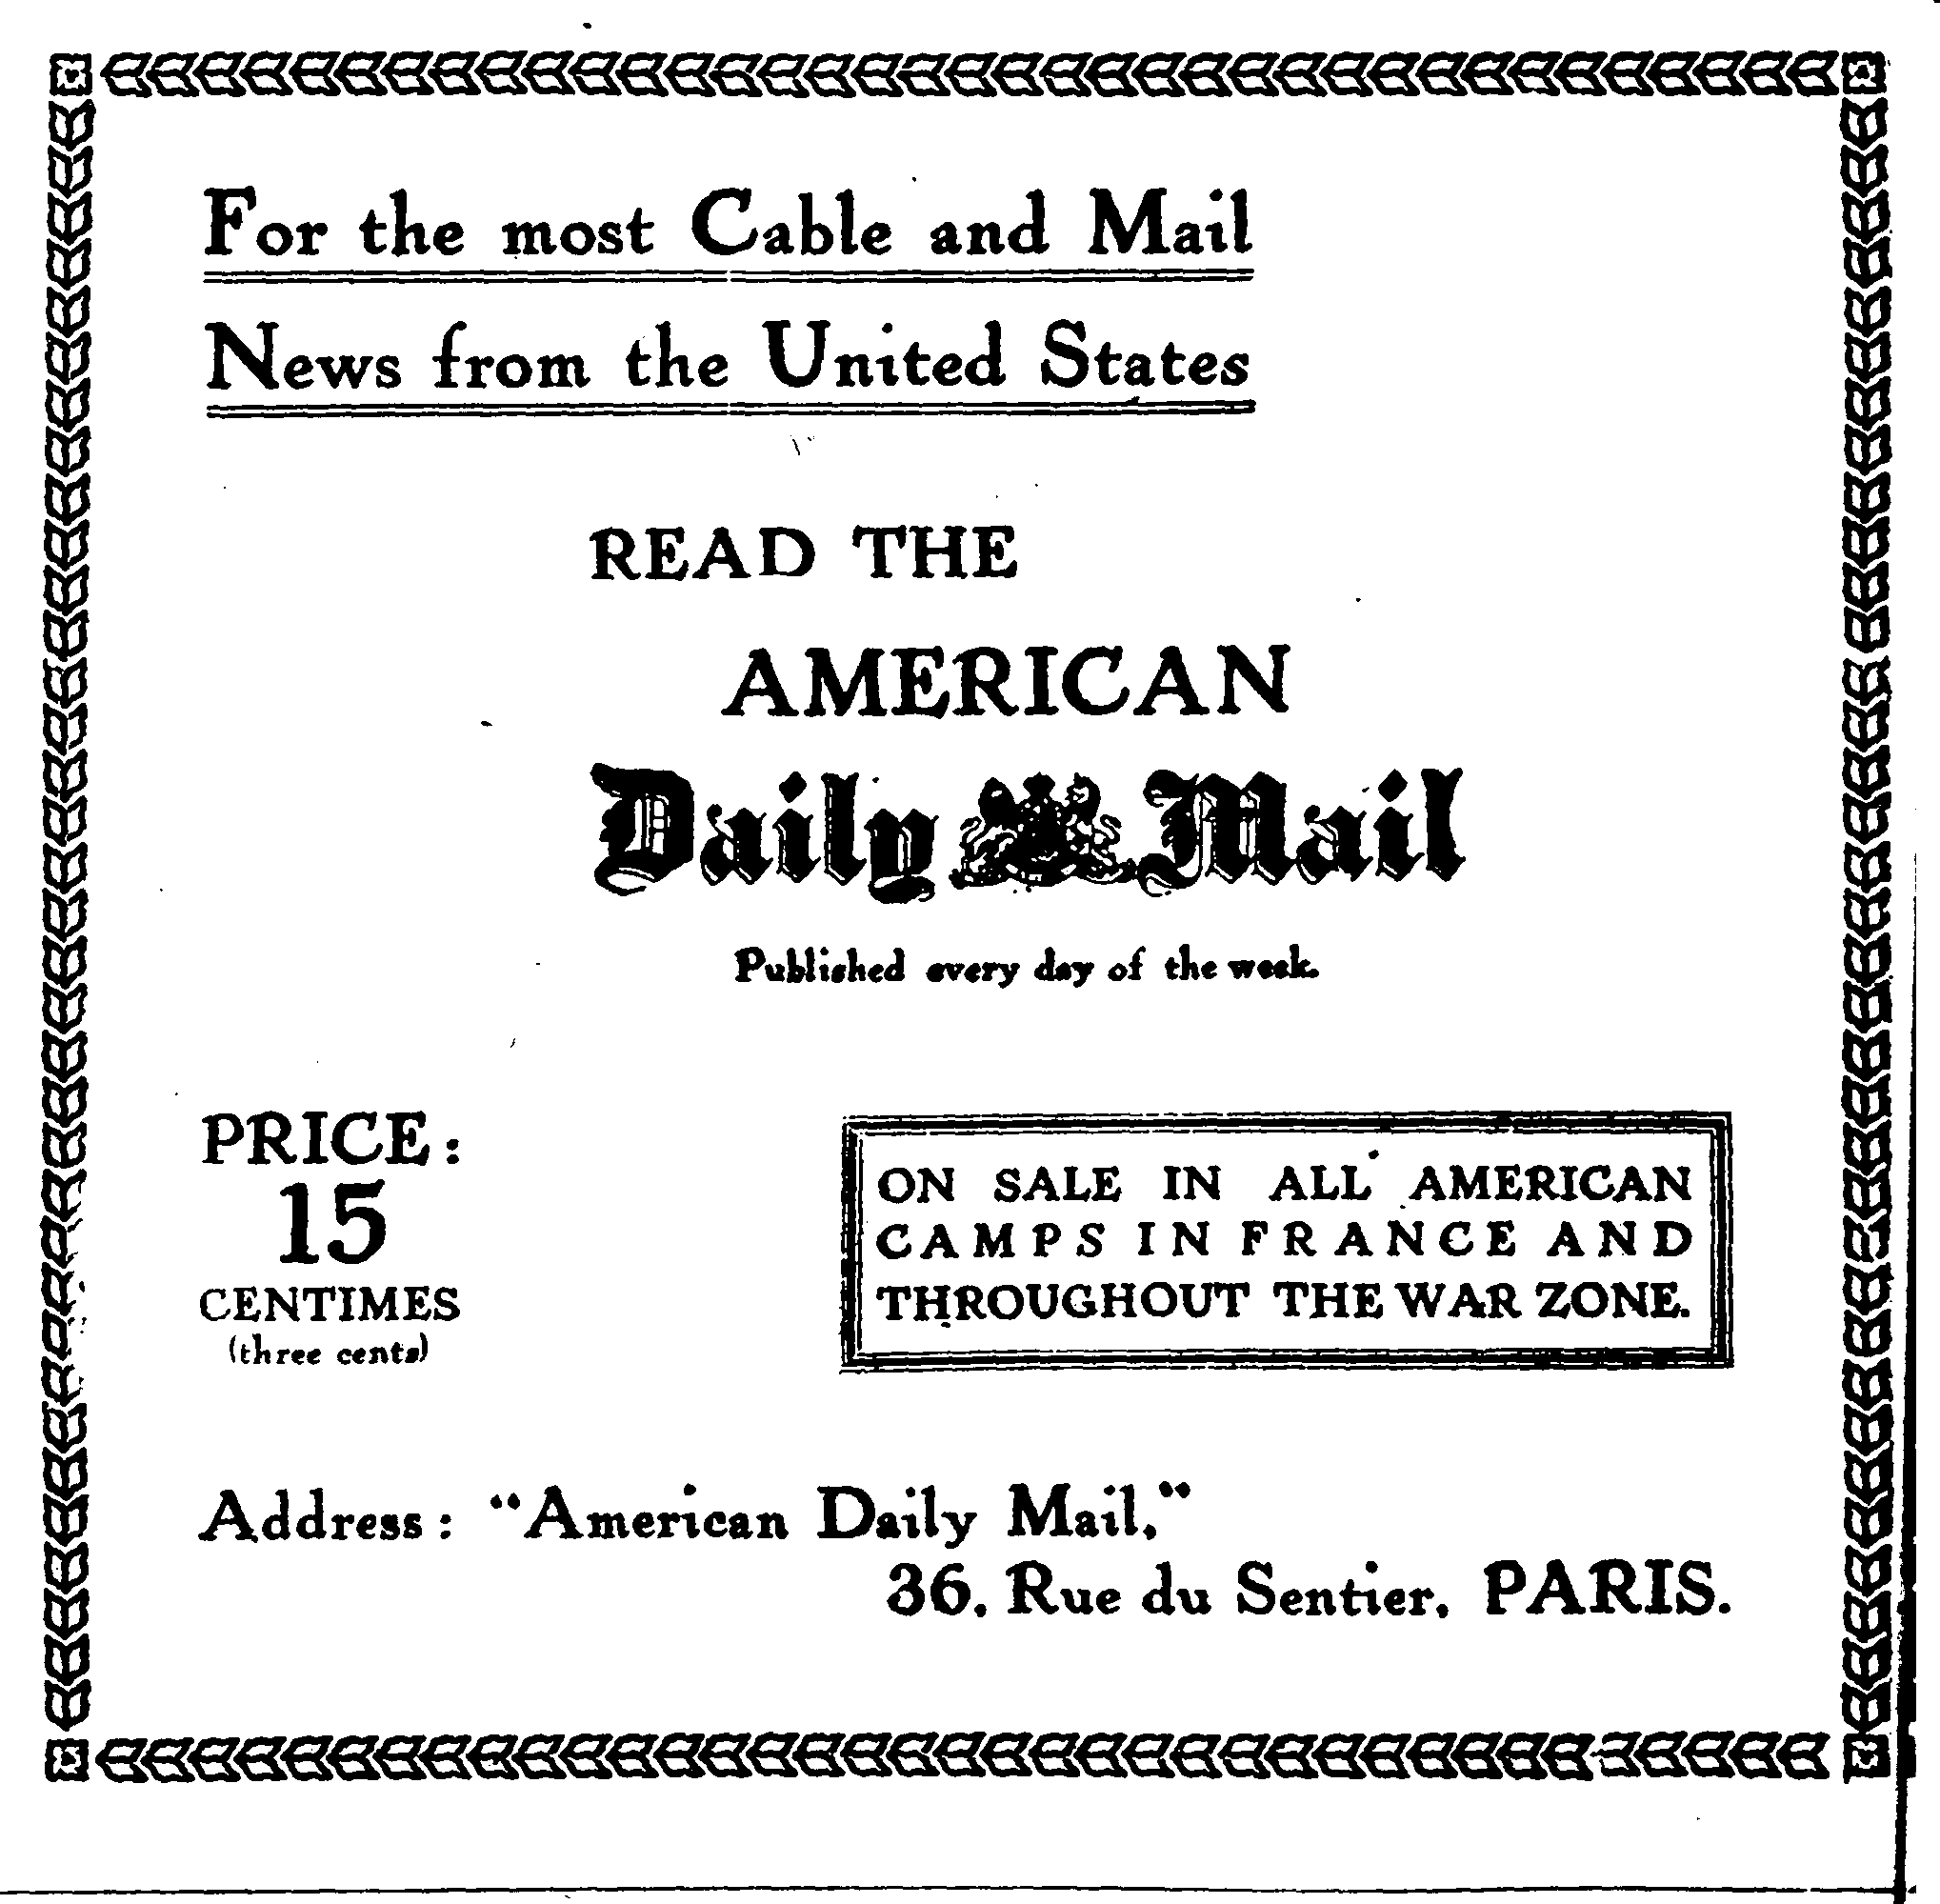 For the most Cable and Mail
News from the United States
READ THE
AMERICAN
Daily Mail
Published every day of the week.
PRICE:
15
CENTIMES
(three cents)
ON SALE IN ALL AMERICAN
CAMPS IN FRANCE AND
THROUGHOUT THE WAR ZONE.
Address: "American Daily Mail,"
36, Rue du Sentier, PARIS.